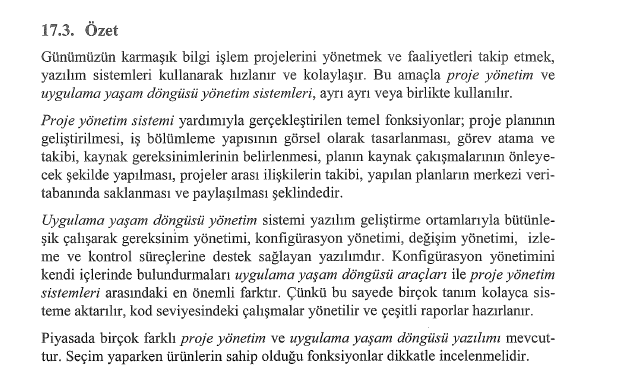 17.3. Özet
Günümüzün karmaşık bilgi işlem projelerini yönetmek ve faaliyetleri takip etmek,
yazılım sistemleri kullanarak hızlanır ve kolaylaşır. Bu amaçla proje yönetim ve
uygulama yaşam döngüsü yönetim sistemleri, ayrı ayrı veya birlikte kullanılır.
Proje yönetim sistemi yardımıyla gerçekleştirilen temel fonksiyonlar; proje planının
geliştirilmesi, iş bölümleme yapısının görsel olarak tasarlanması, görev atama ve
takibi, kaynak gereksinimlerinin belirlenmesi, planın kaynak çakışmalarının önleye-
cek şekilde yapılması, projeler arası ilişkilerin takibi, yapılan planların merkezi veri-
tabanında saklanması ve paylaşılması şeklindedir.
Uygulama yaşam döngüsü yönetim sistemi yazılım geliştirme ortamlarıyla bütünle-
şik çalışarak gereksinim yönetimi, konfigürasyon yönetimi, değişim yönetimi, izle-
me ve kontrol süreçlerine destek sağlayan yazılımdır. Konfigürasyon yönetimini
kendi içlerinde bulundurmaları uygulama yaşam döngüsü araçları ile proje yönetim
sistemleri arasındaki en önemli farktır. Çünkü bu sayede birçok tanım kolayca sis-
teme aktarılır, kod seviyesindeki çalışmalar yönetilir ve çeşitli raporlar hazırlanır.
Piyasada birçok farklı proje yönetim ve uygulama yaşam döngüsü yazılımı mevcut-
tur. Seçim yaparken ürünlerin sahip olduğu fonksiyonlar dikkatle incelenmelidir.